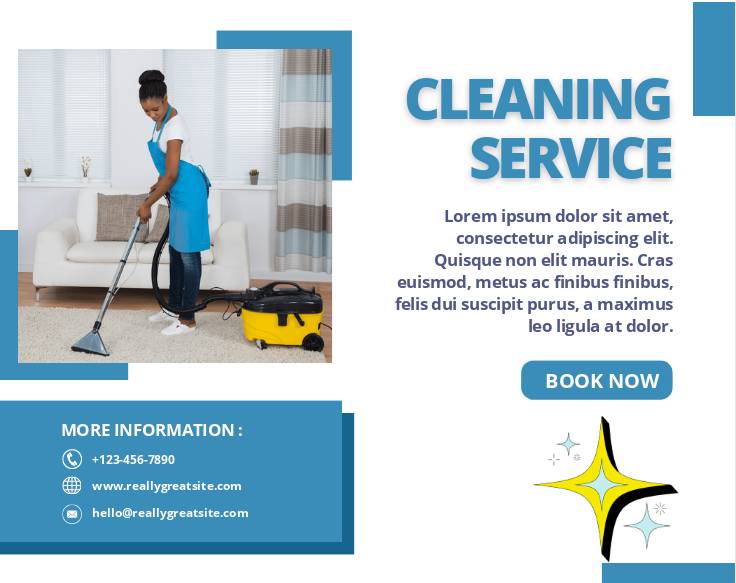 CLEANING
SERVICE
Lorem ipsum dolor sit amet,
consectetur adipiscing elit.
Quisque non elit mauris. Cras
euismod, metus ac finibus finibus,
felis dui suscipit purus, a maximus
leo ligula at dolor.
BOOK NOW
MORE INFORMATION :
+123-456-7890
www.reallygreatsite.com
hello@reallygreatsite.com